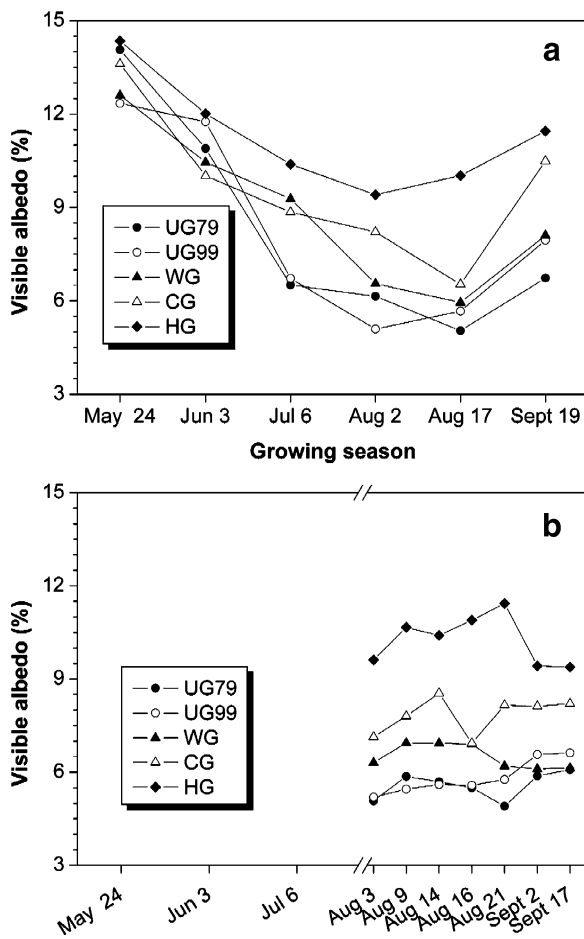 15
12
9
6
3
Visible albedo (%)
a
UG79
UG99
WG
CG
HG
May 24
Jun 3
Jul 6
Aug 2
Aug 17
Sept 19
Growing season
15
12
9
6
3
Visible albedo (%)
b
UG79
UG99
WG
CG
HG
May 24
Jun 3
Jul 6
Aug 3
Aug 9
Aug 14
Aug 16
Aug 21
Sept 2
Sept 17